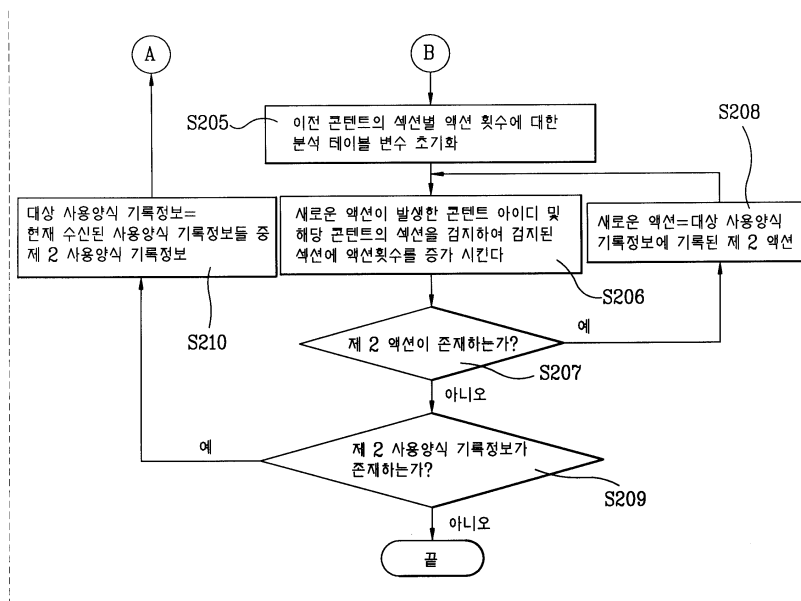 A
B
S205
이전 콘텐트의 섹션별 액션 횟수에 대한
분석 테이블 변수 초기화
S208
대상 사용양식 기록정보=
현재 수신된 사용양식 기록정보들 중
제 2 사용양식 기록정보
새로운 액션이 발생한 콘텐트 아이디 및
해당 콘텐트의 섹션을 검지하여 검지된
섹션에 액션횟수를 증가 시킨다
새로운 액션=대상 사용양식
기록정보에 기록된 제 2 액션
S210
S206
제 2 액션이 존재하는가?
예
S207
아니오
예
제 2 사용양식 기록정보가
존재하는가?
S209
아니오
끝